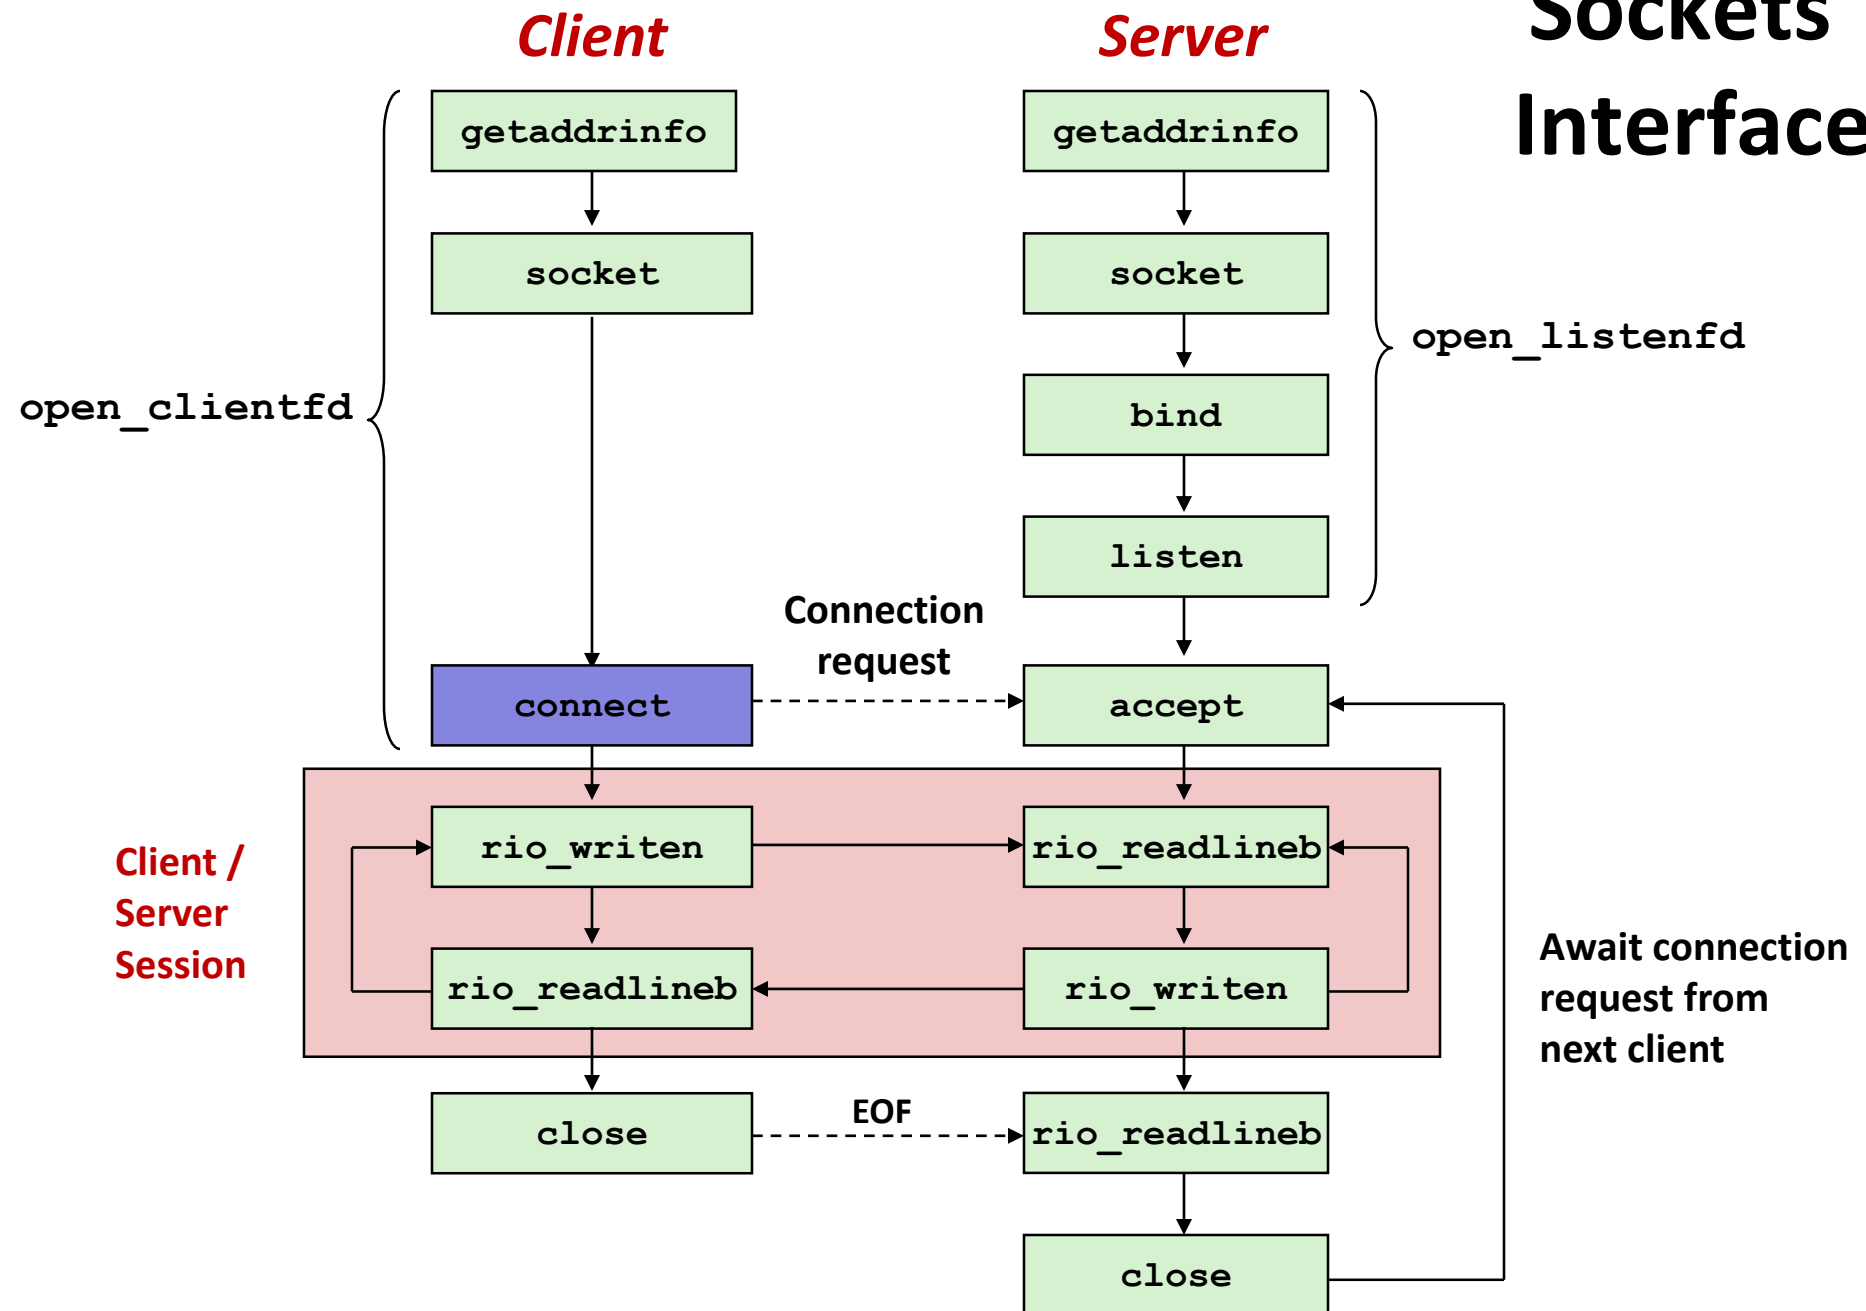 Sockets
Interface
Client
Server
getaddrinfo
getaddrinfo
socket
socket
open_listenfd
open_clientfd
bind
listen
Connection
request
connect
accept
Client /
Server
Session
rio_writen
rio_readlineb
rio_readlineb
rio_writen
Await connection
request from
next client
close
EOF
rio_readlineb
close